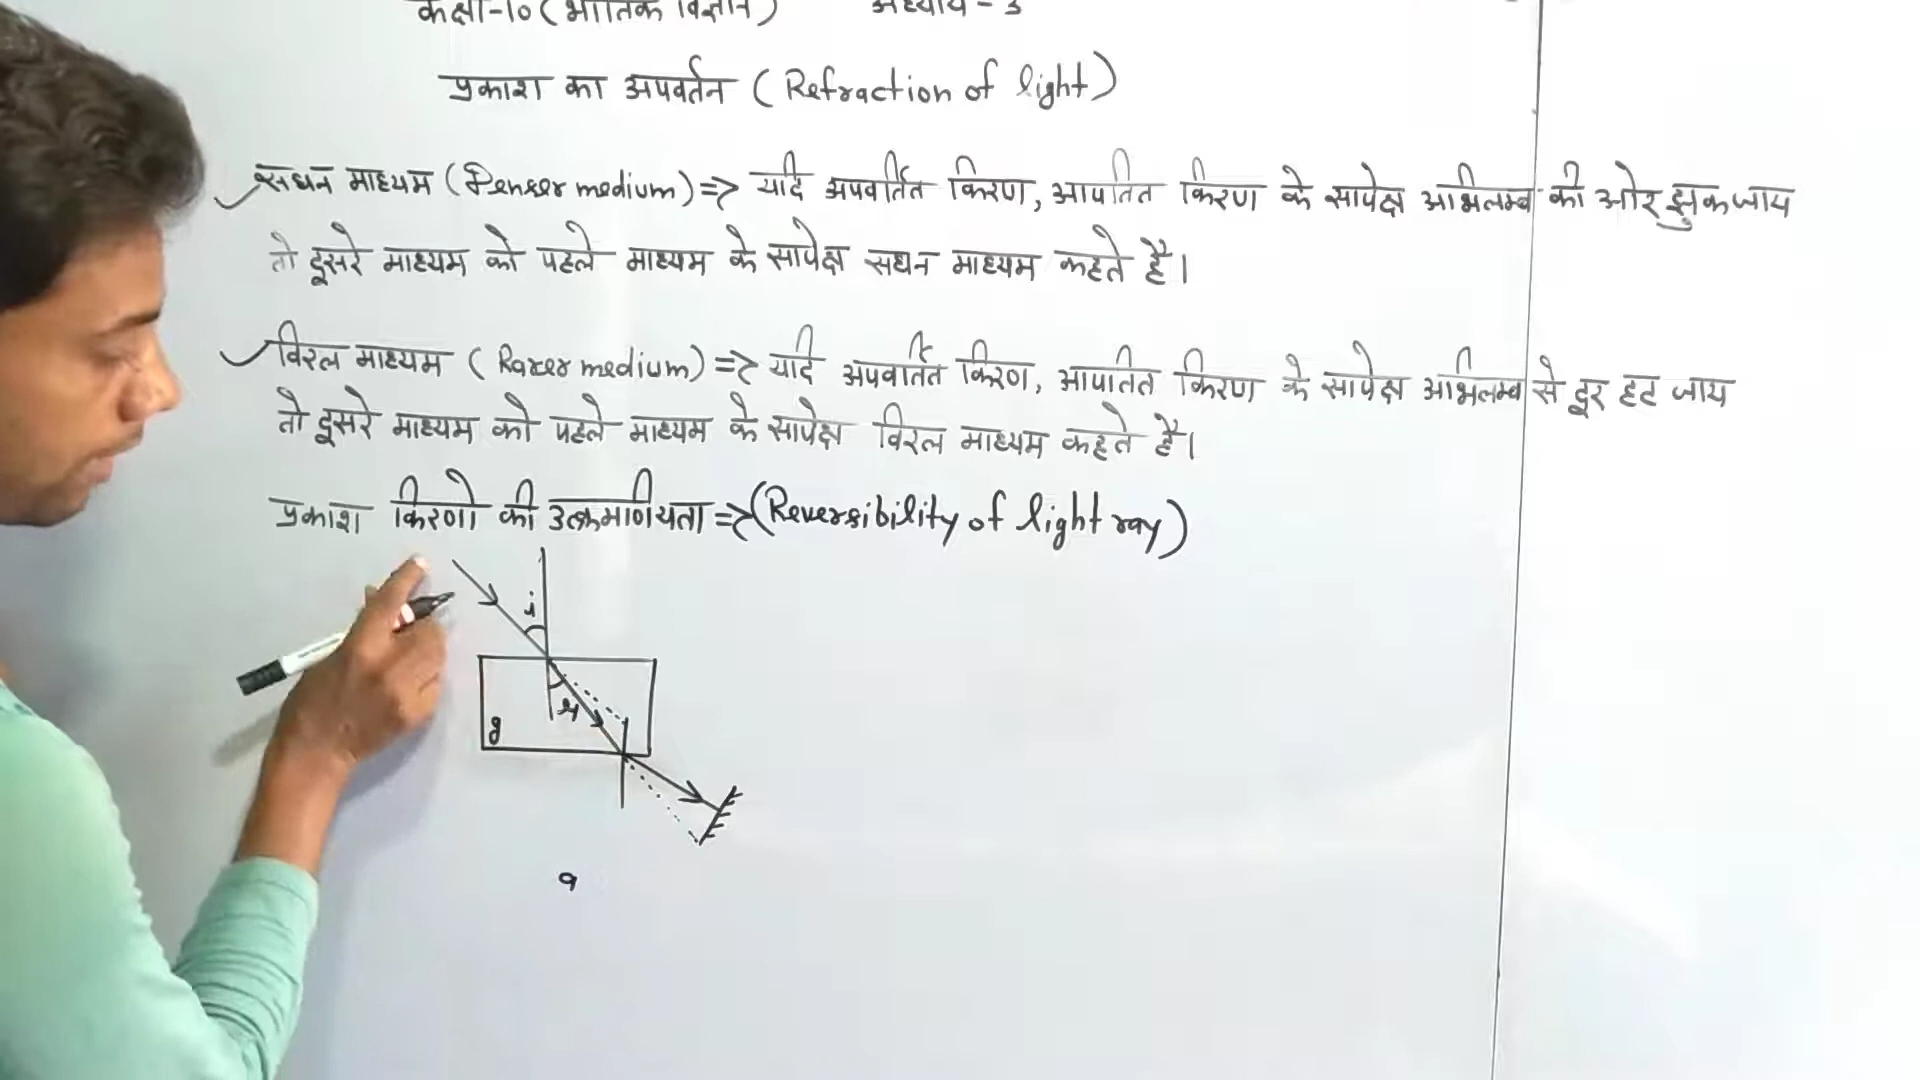 कक्षा-10 (भौतिक विज्ञान) अध्याय - 3
प्रकाश का अपवर्तन ( Refraction of light )
सघन माध्यम ( Denser medium ) => यदि अपवर्तित किरण, आपतित किरण के सापेक्ष अभिलम्ब की ओर झुक जाय
तो दूसरे माध्यम को पहले माध्यम के सापेक्ष सघन माध्यम कहते है।
विरल माध्यम ( Rarer medium ) => यदि अपवर्तित किरण, आपतित किरण के सापेक्ष अभिलम्ब से दूर हट जाय
तो दूसरे माध्यम को पहले माध्यम के सापेक्ष विरल माध्यम कहते है।
प्रकाश किरणो की उत्क्रमणीयता => (Reversibility of light ray)
i
r
g
a